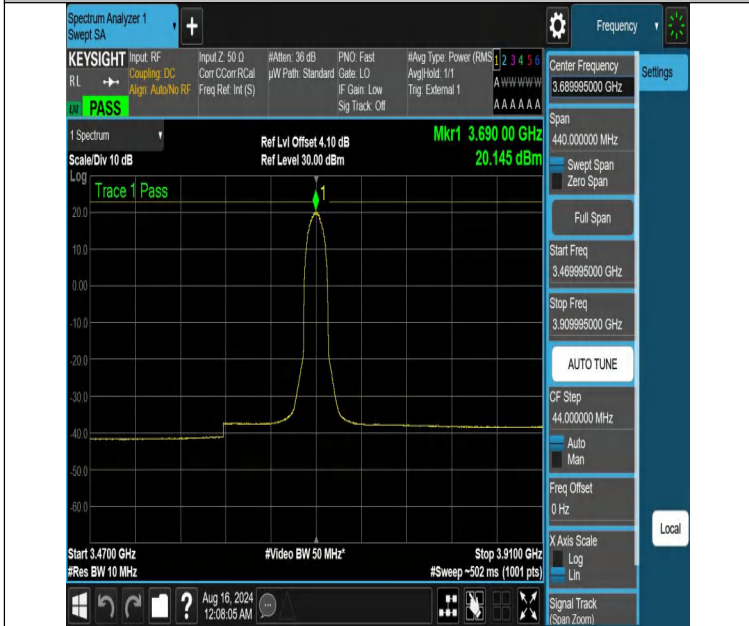 Spectrum Analyzer 1
Swept SA
+
Frequency
KEYSIGHT
RL
LXI
PASS
Input: RF
Coupling: DC
Align: Auto/No RF
Input Z: 50 Ω
Corr CCorr RCal
Freq Ref: Int (S)
#Atten: 36 dB
µW Path: Standard
PNO: Fast
Gate: LO
IF Gain: Low
Sig Track: Off
#Avg Type: Power (RMS
Avg|Hold: 1/1
Trig: External 1
1 2 3 4 5 6
A W W W W W
A A A A A A
1 Spectrum
Scale/Div 10 dB
Ref Lvl Offset 4.10 dB
Ref Level 30.00 dBm
Mkr1 3.690 00 GHz
20.145 dBm
Log
Trace 1 Pass
1
20.0
10.0
0.00
-10.0
-20.0
-30.0
-40.0
-50.0
-60.0
Start 3.4700 GHz
#Res BW 10 MHz
#Video BW 50 MHz*
Stop 3.9100 GHz
#Sweep ~502 ms (1001 pts)
?
Aug 16, 2024
12:08:05 AM
Center Frequency
3.689995000 GHz
Settings
Span
440.000000 MHz
Swept Span
Zero Span
Full Span
Start Freq
3.469995000 GHz
Stop Freq
3.909995000 GHz
AUTO TUNE
CF Step
44.000000 MHz
Auto
Man
Freq Offset
0 Hz
Local
X Axis Scale
Log
Lin
Signal Track
(Span Zoom)